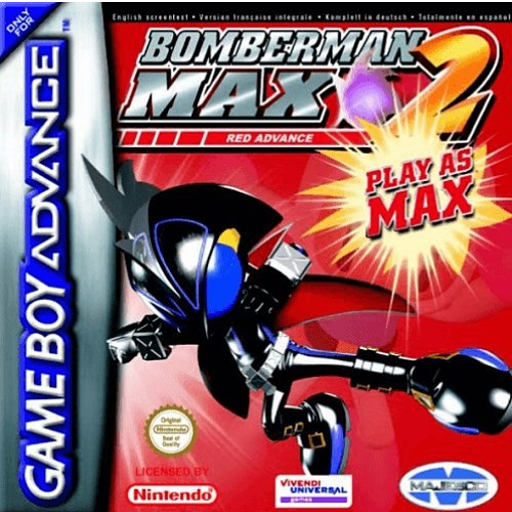 ONLY
FOR
GAME BOY ADVANCE
TM
English screentext • Version française intégrale • Komplett in deutsch • Totalmente en español
BOMBERMAN
MAX 2
RED ADVANCE
PLAY AS
MAX
Original
Nintendo
Seal of
Quality
LICENSED BY
Nintendo
VIVENDI
UNIVERSAL
games
MAJESCO